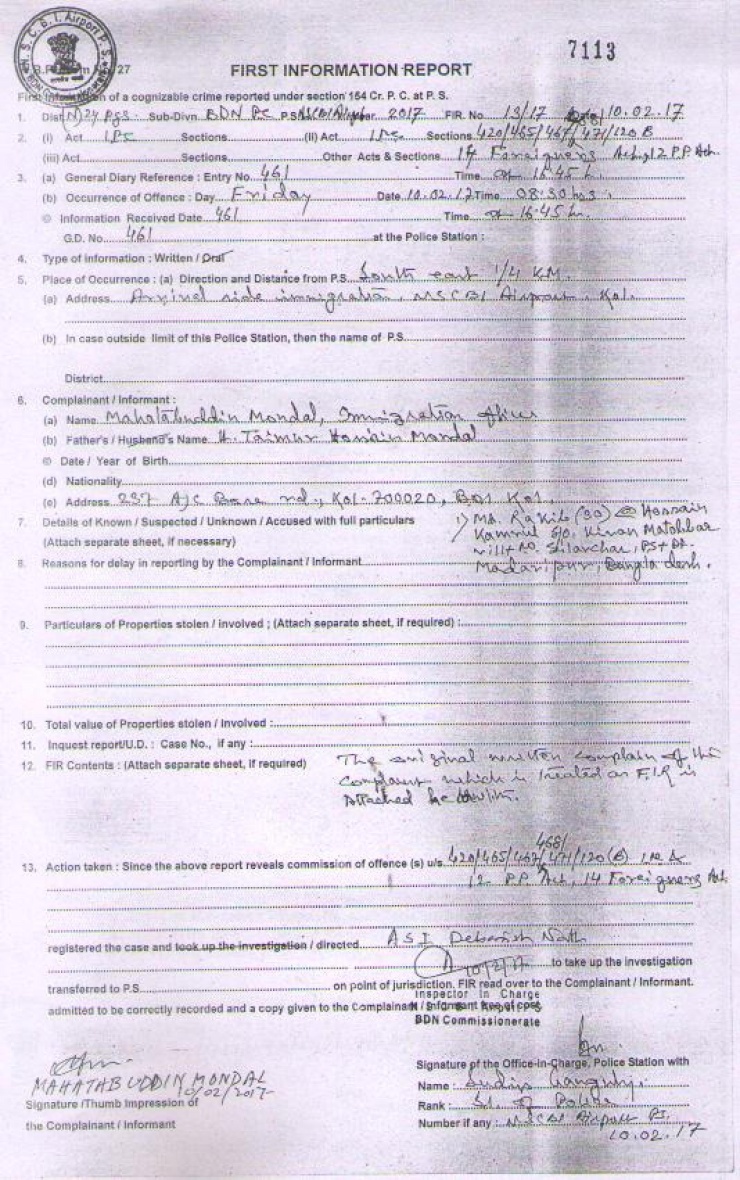 N. S. C. B. I. Airport P. S.
7113
27
FIRST INFORMATION REPORT
First Information of a cognizable crime reported under section 154 Cr. P. C. at P. S.
1. Dist (N) 24 Pgs. Sub-Divn. BDN PC P.S. NSCBI Airport Year. 2017 FIR. No. 13/17 10.02.17
2. (i) Act IPC Sections (II) Act IPC. Sections 420/465/467/471/120 B
(iii) Act Sections Other Acts & Sections 14 Foreigners Act, 12 P.P. Act.
3. (a) General Diary Reference : Entry No. 461 Time at 16:45 h.
(b) Occurrence of Offence : Day Friday Date 10.02.17 Time 08:30 hrs.
© Information Received Date 461 Time at 16:45 h.
G.D. No. 461 at the Police Station :
4. Type of information : Written / Oral
5. Place of Occurrence : (a) Direction and Distance from P.S. South east 1/4 KM.
(a) Address Arrival side immigration, NSCBI Airport, Kol.
(b) In case outside limit of this Police Station, then the name of P.S.
District
6. Complainant / Informant :
(a) Name Mahatabuddin Mondal, Immigration officer
(b) Father's / Husband's Name Taimur Hossain Mondal
© Date / Year of Birth
(d) Nationality
(e) Address 237 AJC Bose rd., Kol-700020, Kol.
7. Details of Known / Suspected / Unknown / Accused with full particulars 1) Md. Rakib (30) @ Hossain
(Attach separate sheet, if necessary) Kamrul S/O. Kiron Matobbar
vill+PO. Silarchar, PS+Dt.
8. Reasons for delay in reporting by the Complainant / Informant Madaripur, Bangladesh.
9. Particulars of Properties stolen / involved ; (Attach separate sheet, if required) :
10. Total value of Properties stolen / Involved :
11. Inquest report/U.D. : Case No., if any :
12. FIR Contents : (Attach separate sheet, if required) The original written complain of the
Complaint which is treated as FIR is
Attached herewith.
468/
13. Action taken : Since the above report reveals commission of offence (s) u/s. 420/465/467/471/120(B) IPC &
12 P.P. Act, 14 Foreigners Act.
registered the case and took up the investigation / directed ASI Debasish Nath
10/2/17 to take up the investigation
transferred to P.S. on point of jurisdiction. FIR read over to the Complainant / Informant.
Inspector In Charge
admitted to be correctly recorded and a copy given to the Complainant / Informant free of cost
Airport P S
BDN Commissionerate
Signature of the Office-in-Charge, Police Station with
MAHATABUDDIN MONDAL
10/02/2017
Name : Sudip Ganguly
Signature /Thumb Impression of
Rank : S.I. of Police
the Complainant / Informant
Number if any : NSCBI Airport PS.
10.02.17